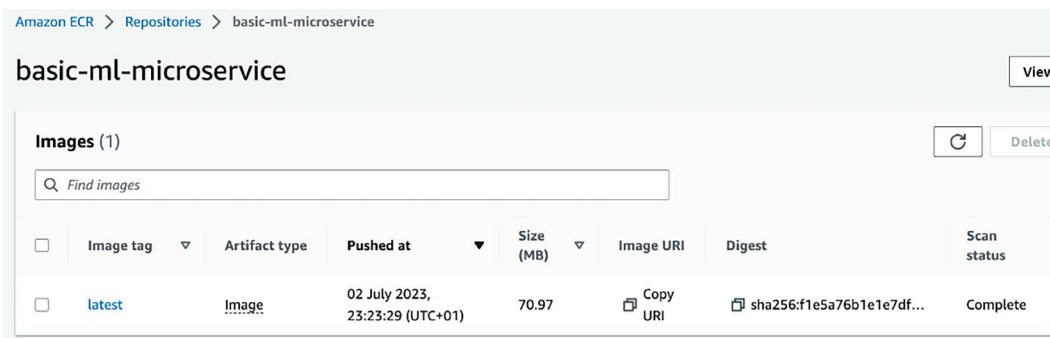 Amazon ECR > Repositories > basic-ml-microservice
basic-ml-microservice
View
Images (1)
Delete
Find images
Image tag Artifact type Pushed at Size (MB) Image URI Digest Scan status
latest Image 02 July 2023, 23:23:29 (UTC+01) 70.97 Copy URI sha256:f1e5a76b1e1e7df... Complete